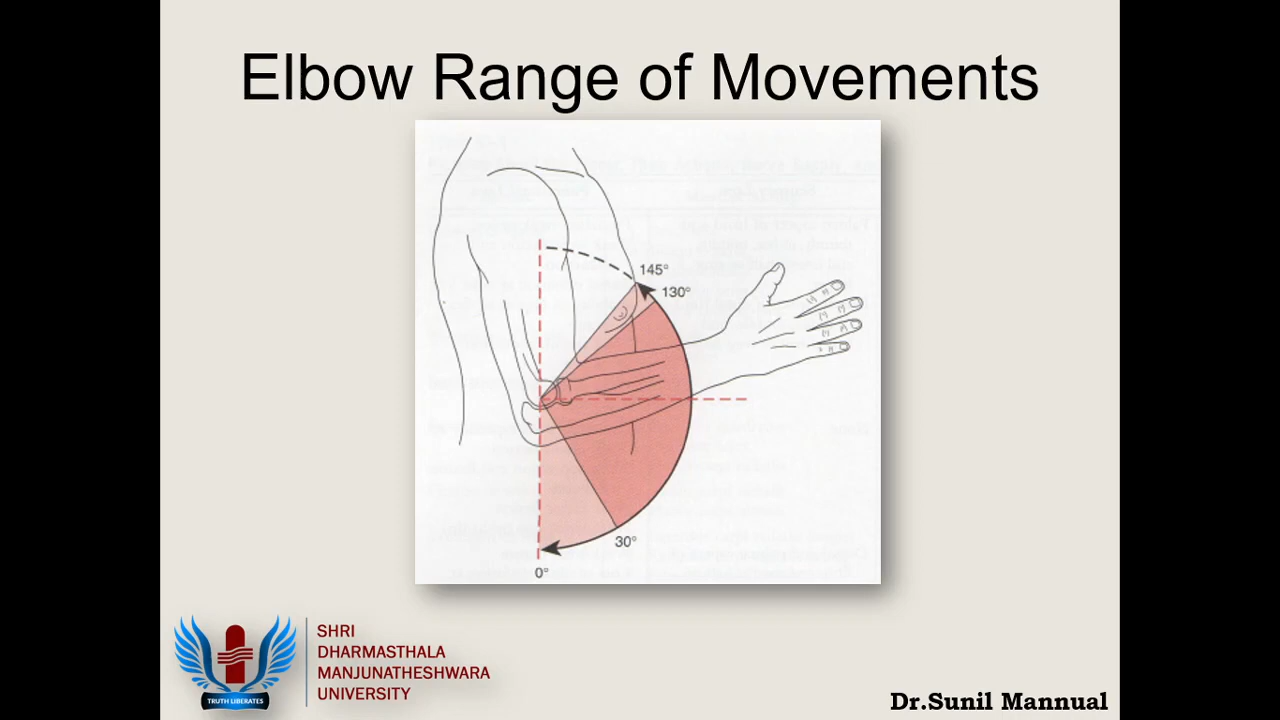 Elbow Range of Movements
145°
130°
30°
0°
SHRI
DHARMASTHALA
MANJUNATHESHWARA
UNIVERSITY
TRUTH LIBERATES
Dr.Sunil Mannual